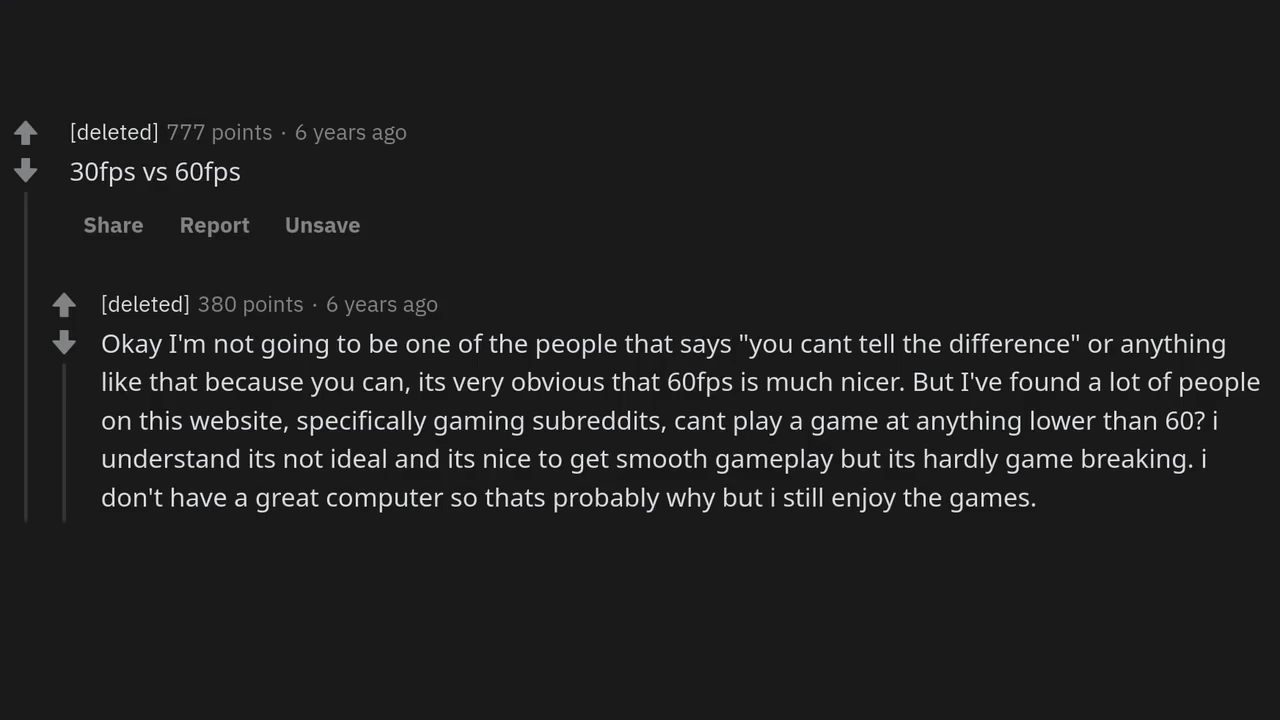 [deleted] 777 points · 6 years ago
30fps vs 60fps
Share Report Unsave
[deleted] 380 points · 6 years ago
Okay I'm not going to be one of the people that says "you cant tell the difference" or anything
like that because you can, its very obvious that 60fps is much nicer. But I've found a lot of people
on this website, specifically gaming subreddits, cant play a game at anything lower than 60? i
understand its not ideal and its nice to get smooth gameplay but its hardly game breaking. i
don't have a great computer so thats probably why but i still enjoy the games.